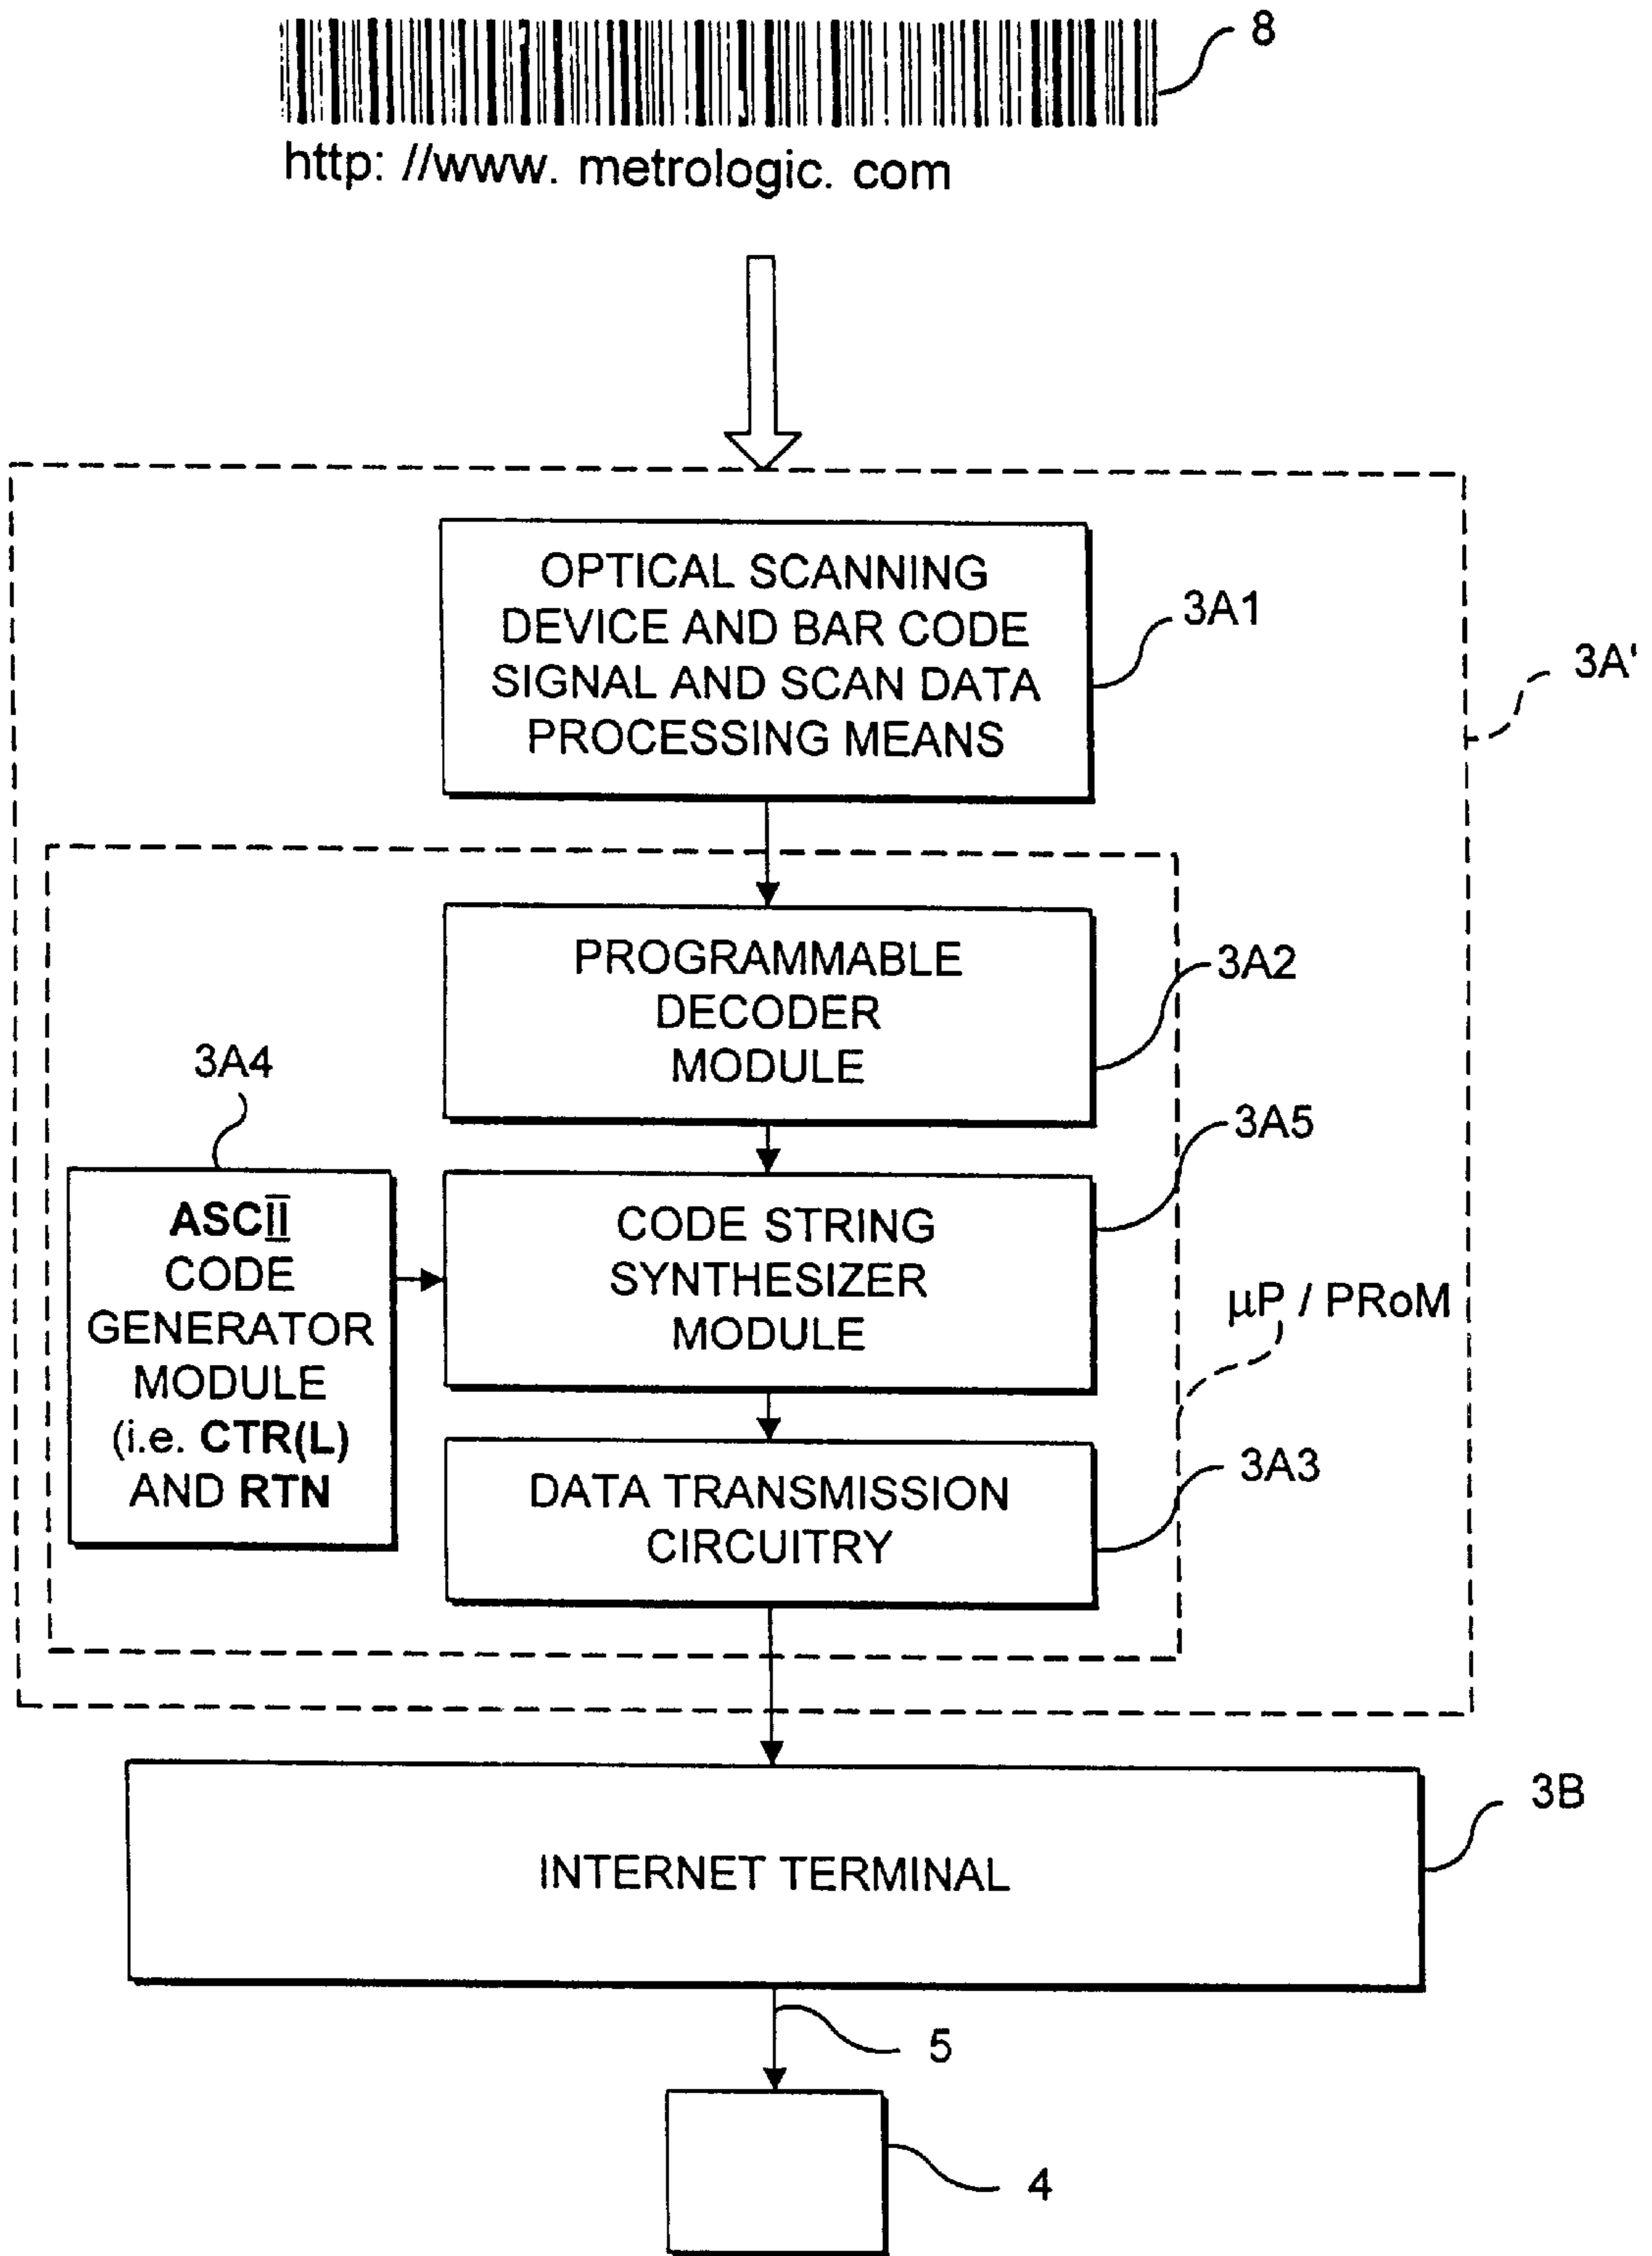 8
http: //www. metrologic. com
OPTICAL SCANNING
DEVICE AND BAR CODE
SIGNAL AND SCAN DATA
PROCESSING MEANS
3A1
3A'
PROGRAMMABLE
DECODER
MODULE
3A2
3A4
ASCII
CODE
GENERATOR
MODULE
(i.e. CTR(L)
AND RTN
CODE STRING
SYNTHESIZER
MODULE
3A5
μP / PRoM
DATA TRANSMISSION
CIRCUITRY
3A3
INTERNET TERMINAL
3B
5
4